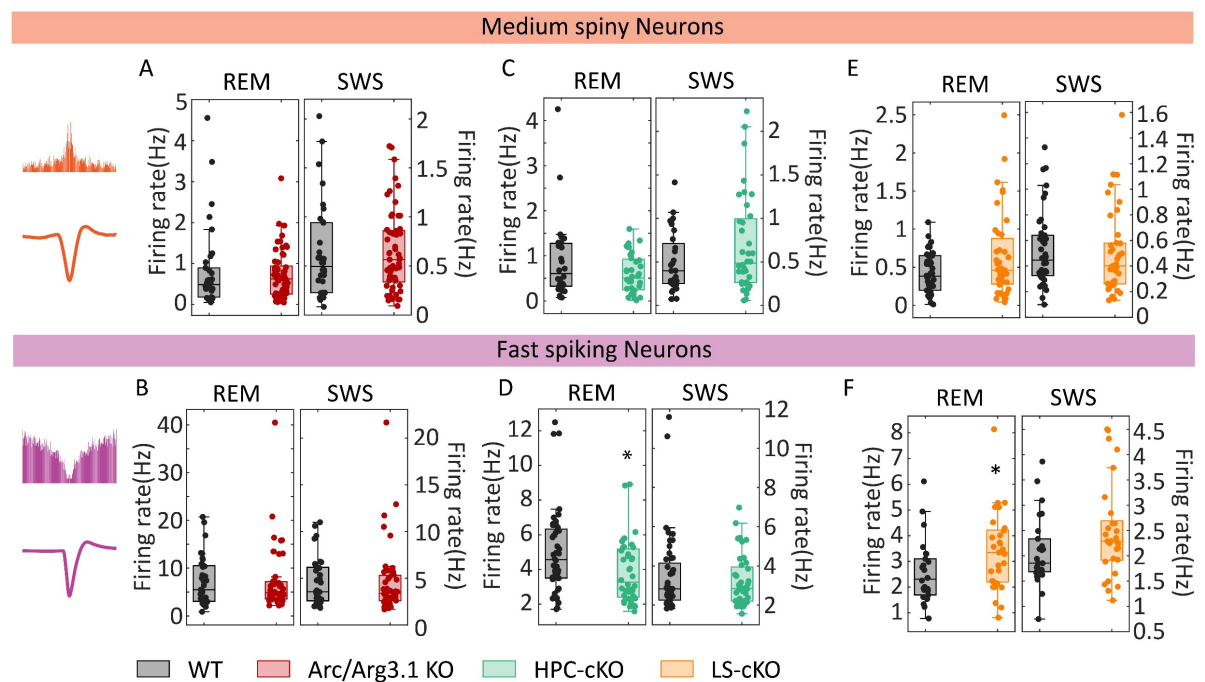 Medium spiny Neurons
A
REM
SWS
Firing rate(Hz)
5
4
3
2
1
0
2
1.5
1
0.5
0
Firing rate(Hz)
C
REM
SWS
Firing rate(Hz)
4
3
2
1
0
2
1.5
1
0.5
0
Firing rate(Hz)
E
REM
SWS
Firing rate(Hz)
2.5
2
1.5
1
0.5
0
1.6
1.4
1.2
1
0.8
0.6
0.4
0.2
0
Firing rate(Hz)
Fast spiking Neurons
B
REM
SWS
Firing rate(Hz)
40
30
20
10
0
20
15
10
5
0
Firing rate(Hz)
D
REM
SWS
Firing rate(Hz)
12
10
8
6
4
2
*
12
10
8
6
4
2
Firing rate(Hz)
F
REM
SWS
Firing rate(Hz)
8
7
6
5
4
3
2
1
*
4.5
4
3.5
3
2.5
2
1.5
1
0.5
Firing rate(Hz)
WT
Arc/Arg3.1 KO
HPC-cKO
LS-cKO